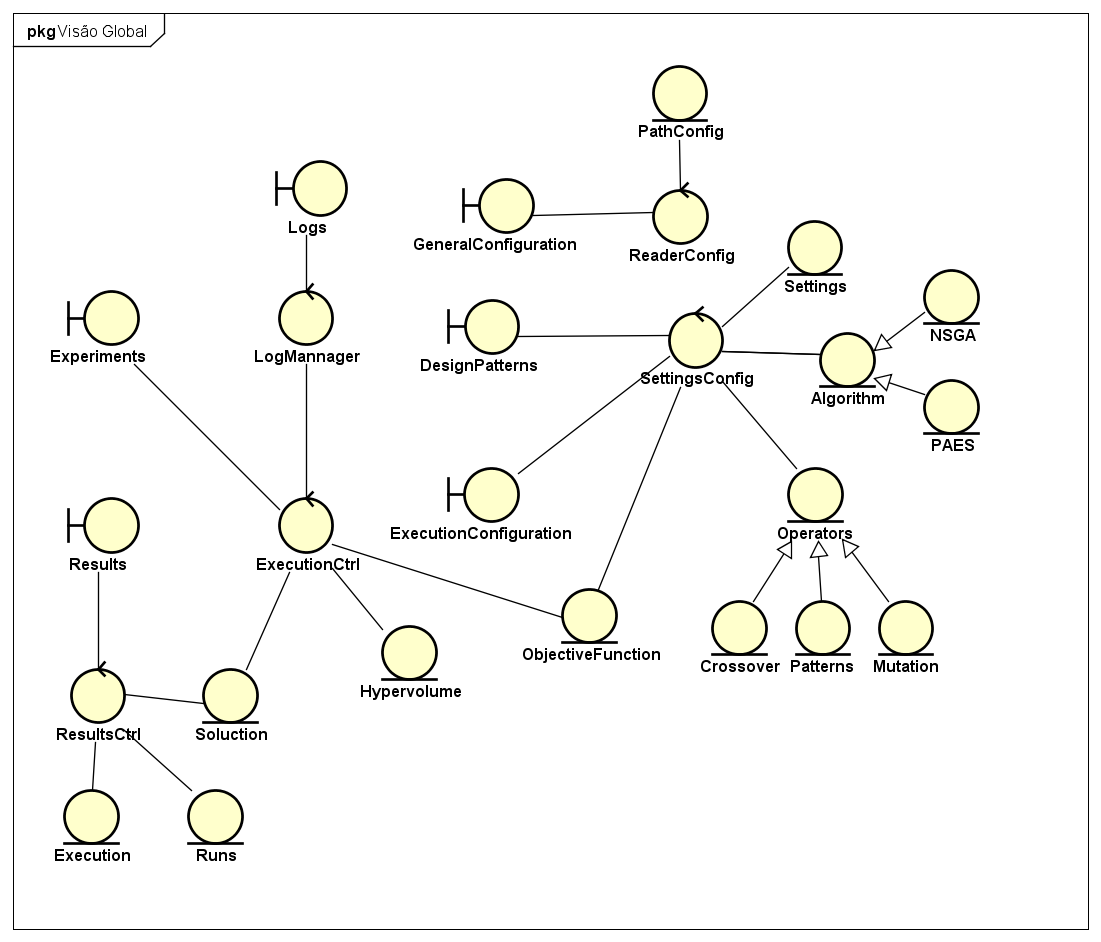 pkg Visão Global
PathConfig
Logs
GeneralConfiguration
ReaderConfig
Settings
NSGA
Experiments
LogMannager
DesignPatterns
SettingsConfig
Algorithm
PAES
Results
ExecutionCtrl
ExecutionConfiguration
Operators
ObjectiveFunction
Crossover
Patterns
Mutation
Hypervolume
ResultsCtrl
Soluction
Execution
Runs